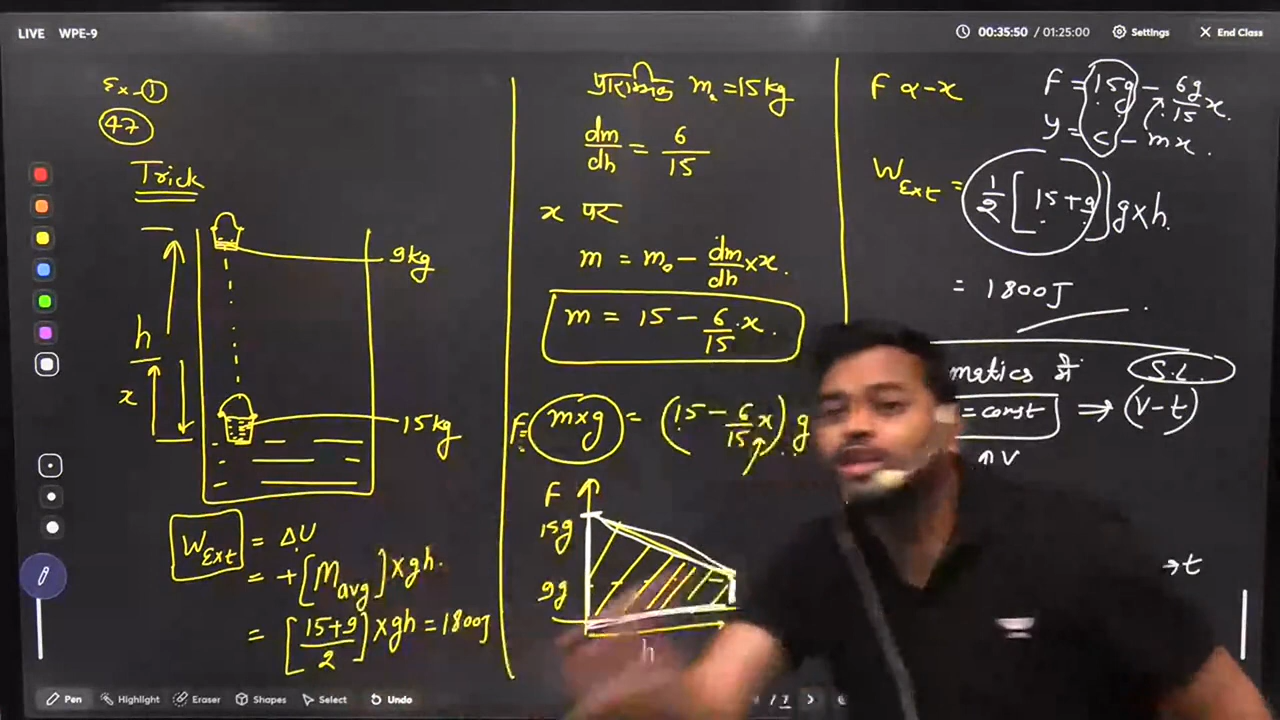 LIVE WPE-9
00:35:50 / 01:25:00 Settings End Class
Ex-①
47
Trick
9kg
h
x
15kg
W_Ext = ΔU
= +[M_avg] × gh.
= [15+9/2] × gh = 1800J
प्रारम्भिक m₀ = 15kg
dm/dh = 6/15
x पर
m = m₀ - dm/dh × x.
m = 15 - 6/15 . x.
F = m×g = (15 - 6/15 x) g
F
15g
9g
h
F ∝ -x
F = 15g - 6g/15 x.
y = c - mx.
W_Ext = 1/2 [15+9] g×h.
= 1800J
matics में S.L.
= const ⇒ (v-t)
↑V
→t
Pen Highlight Eraser Shapes Select Undo
/ 7